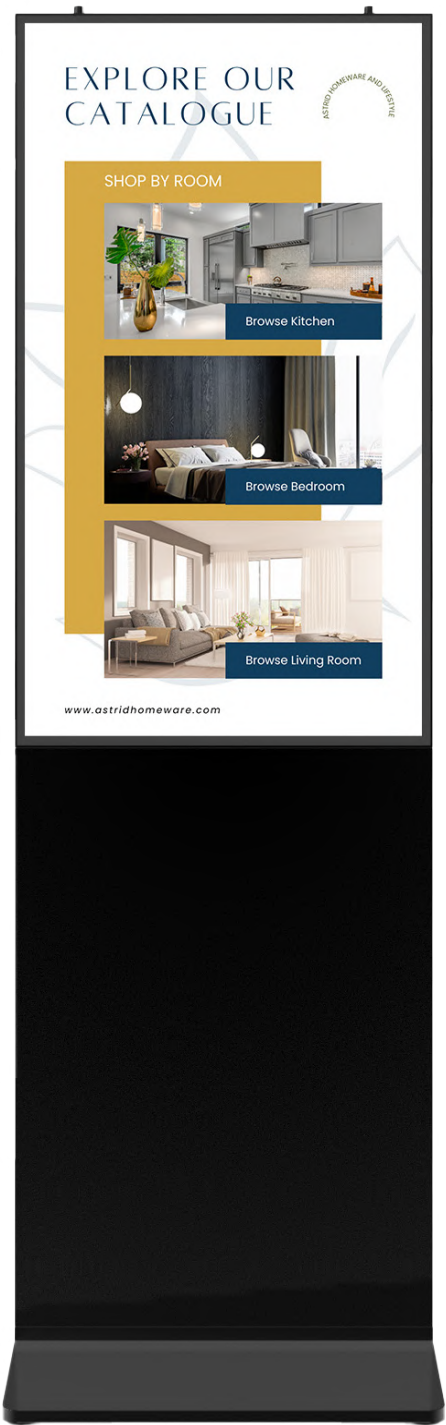 EXPLORE OUR
CATALOGUE
ASTRID HOMEWARE AND LIFESTYLE
SHOP BY ROOM
Browse Kitchen
Browse Bedroom
Browse Living Room
www.astridhomeware.com